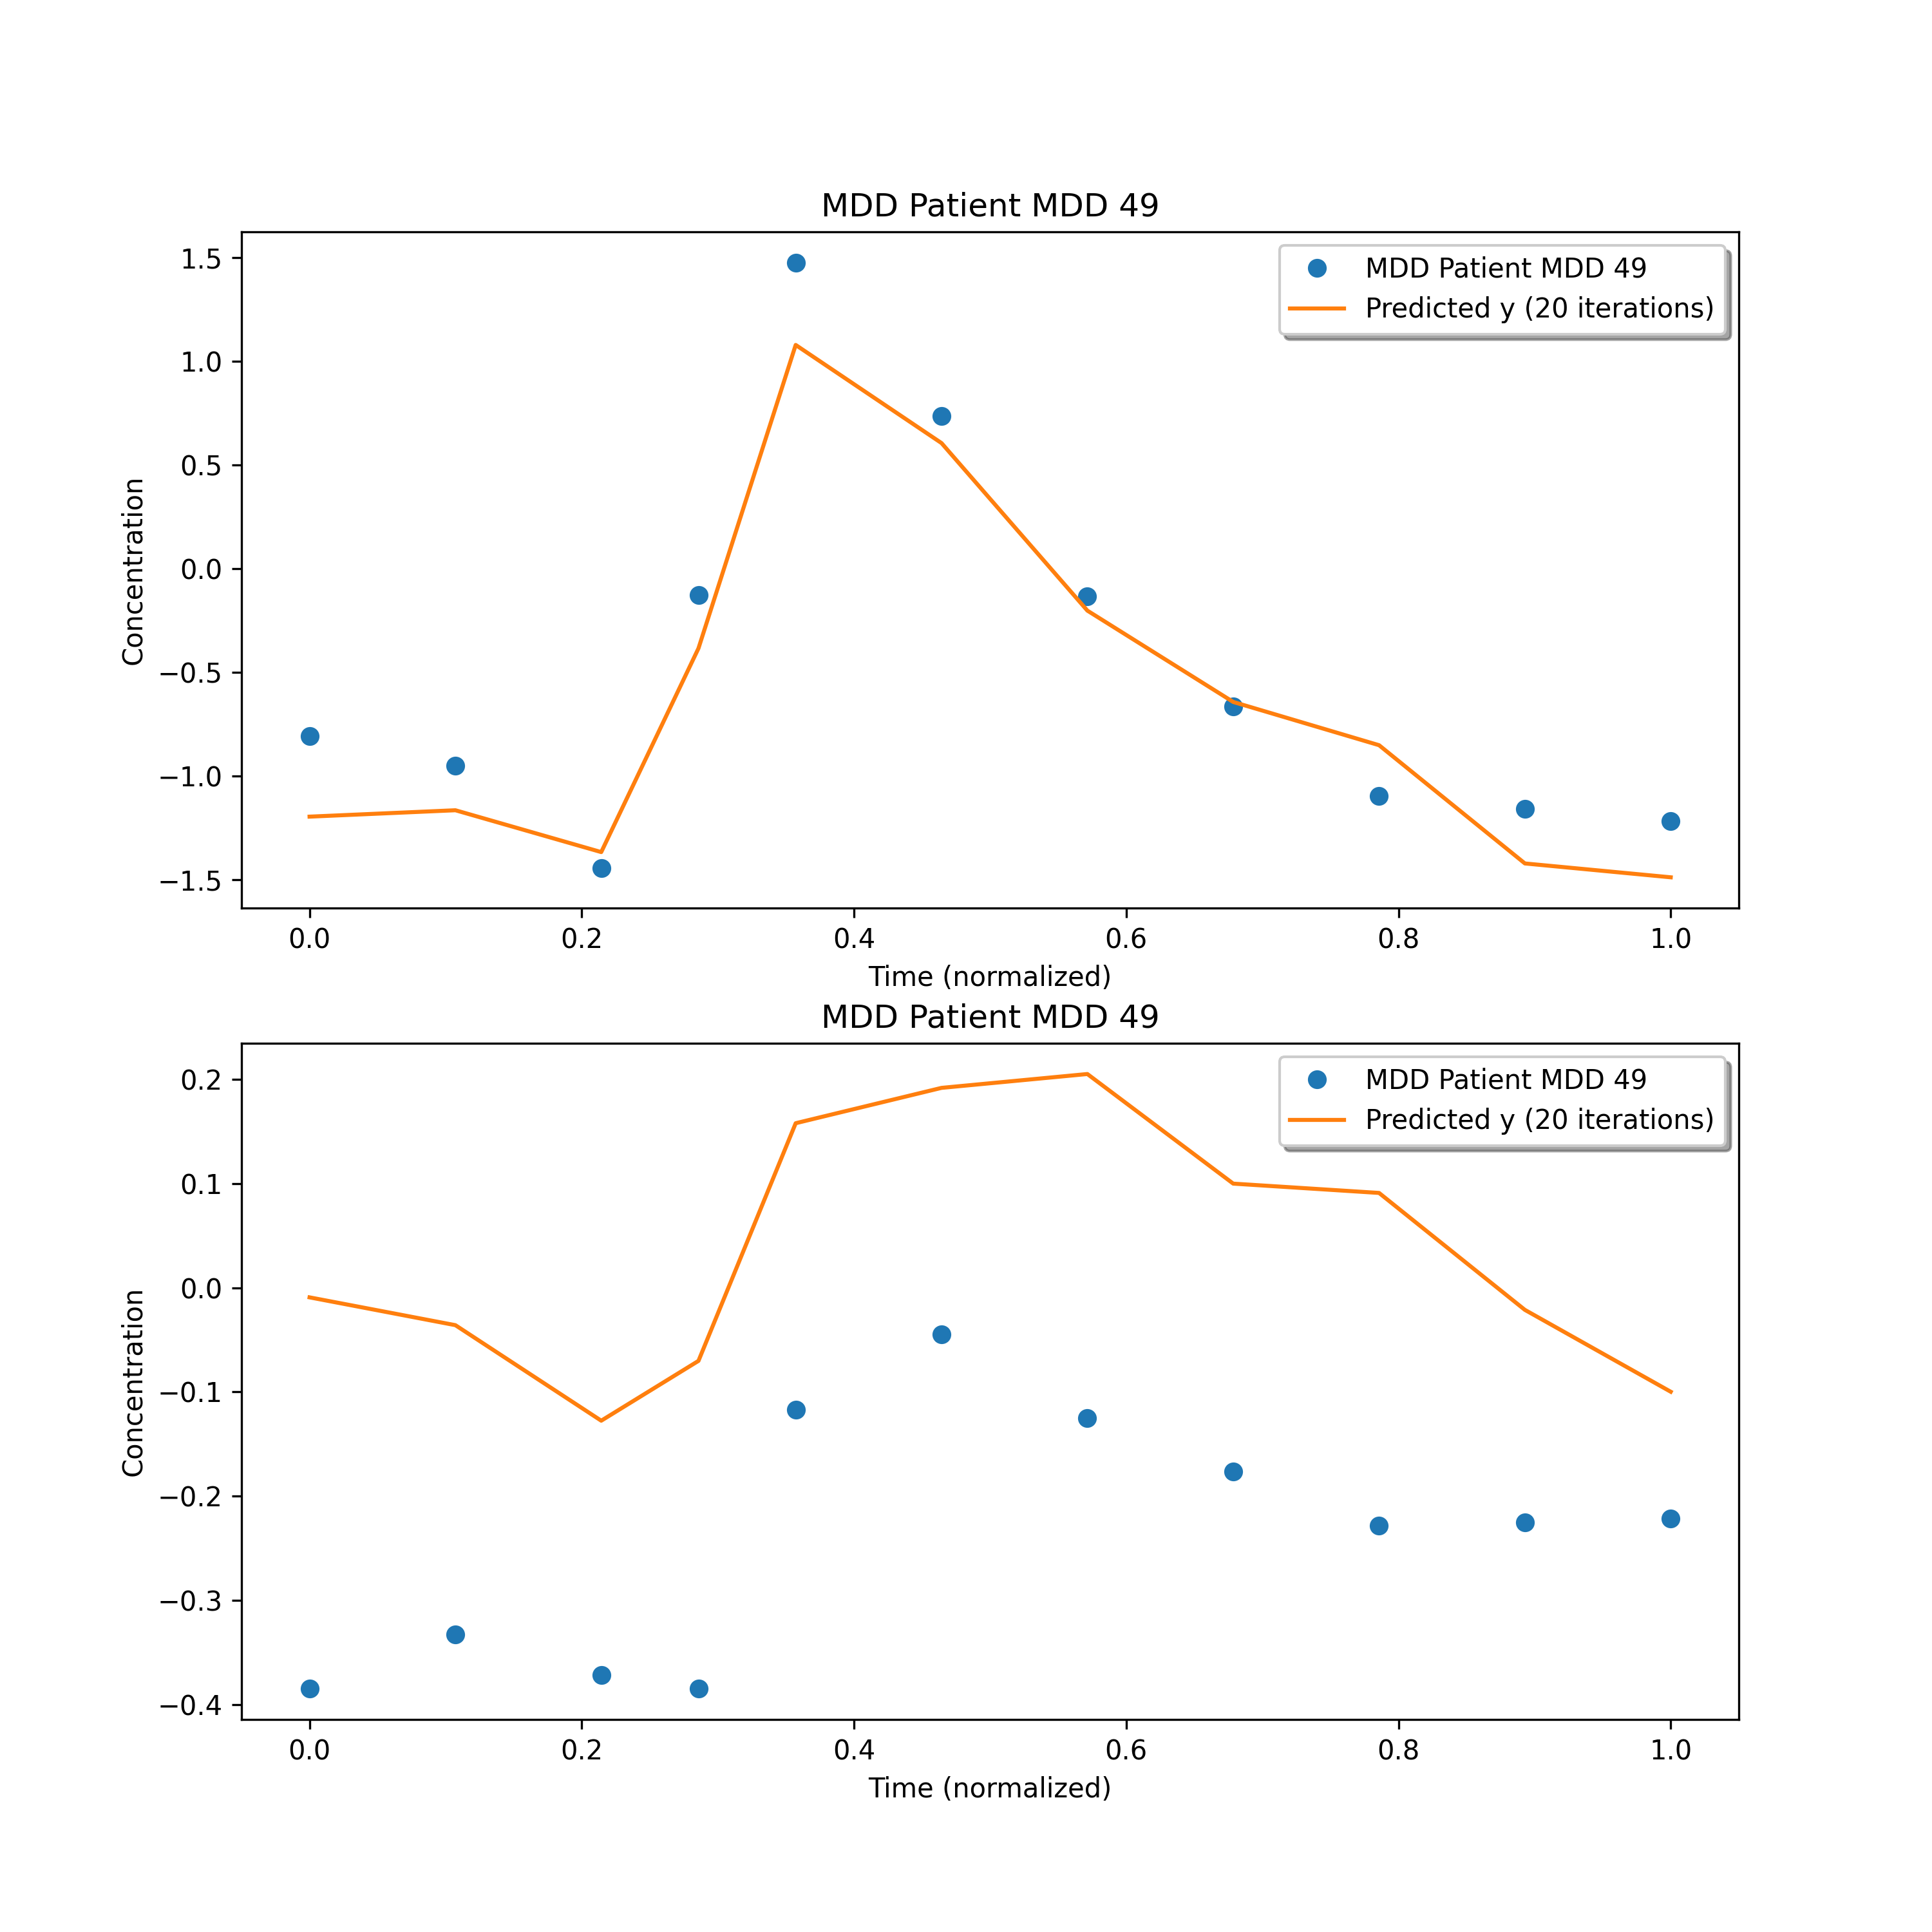 MDD Patient MDD 49
MDD Patient MDD 49
Predicted y (20 iterations)
1.5
1.0
0.5
0.0
−0.5
−1.0
−1.5
Concentration
0.0 0.2 0.4 0.6 0.8 1.0
Time (normalized)
MDD Patient MDD 49
MDD Patient MDD 49
Predicted y (20 iterations)
0.2
0.1
0.0
−0.1
−0.2
−0.3
−0.4
Concentration
0.0 0.2 0.4 0.6 0.8 1.0
Time (normalized)